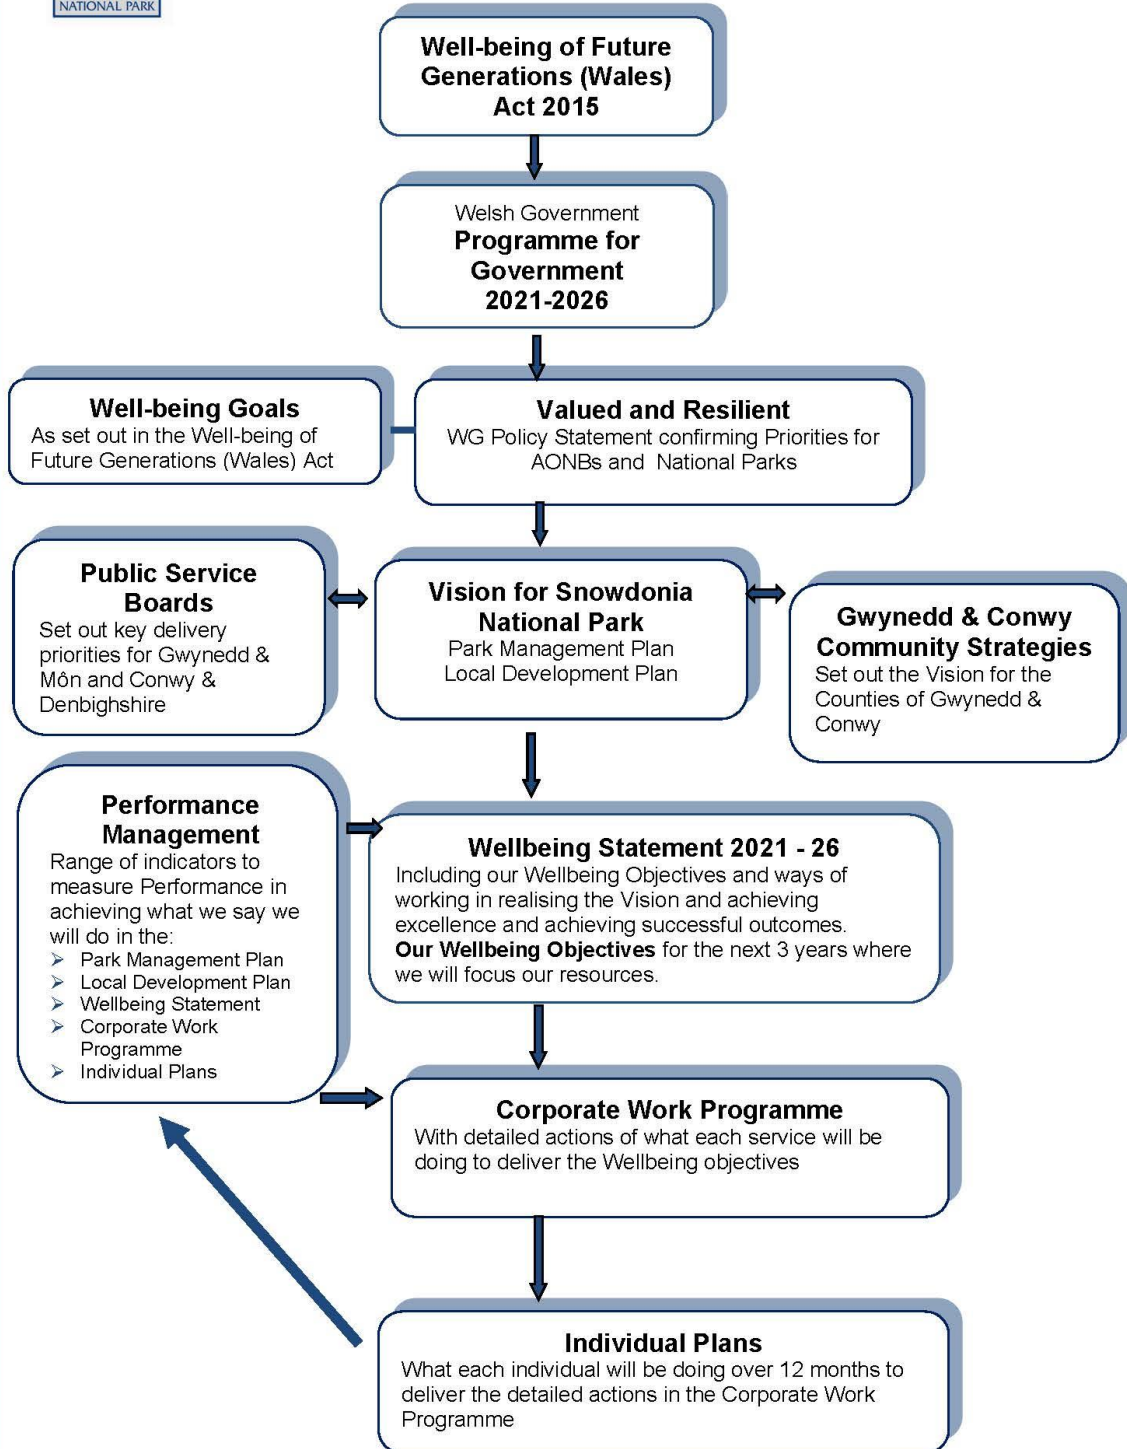 NATIONAL PARK
Well-being of Future
Generations (Wales)
Act 2015
Welsh Government
Programme for
Government
2021-2026
Well-being Goals
As set out in the Well-being of
Future Generations (Wales) Act
Valued and Resilient
WG Policy Statement confirming Priorities for
AONBs and National Parks
Public Service
Boards
Set out key delivery
priorities for Gwynedd &
Môn and Conwy &
Denbighshire
Vision for Snowdonia
National Park
Park Management Plan
Local Development Plan
Gwynedd & Conwy
Community Strategies
Set out the Vision for the
Counties of Gwynedd &
Conwy
Performance
Management
Range of indicators to
measure Performance in
achieving what we say we
will do in the:
➢ Park Management Plan
➢ Local Development Plan
➢ Wellbeing Statement
➢ Corporate Work
Programme
➢ Individual Plans
Wellbeing Statement 2021 - 26
Including our Wellbeing Objectives and ways of
working in realising the Vision and achieving
excellence and achieving successful outcomes.
Our Wellbeing Objectives for the next 3 years where
we will focus our resources.
Corporate Work Programme
With detailed actions of what each service will be
doing to deliver the Wellbeing objectives
Individual Plans
What each individual will be doing over 12 months to
deliver the detailed actions in the Corporate Work
Programme